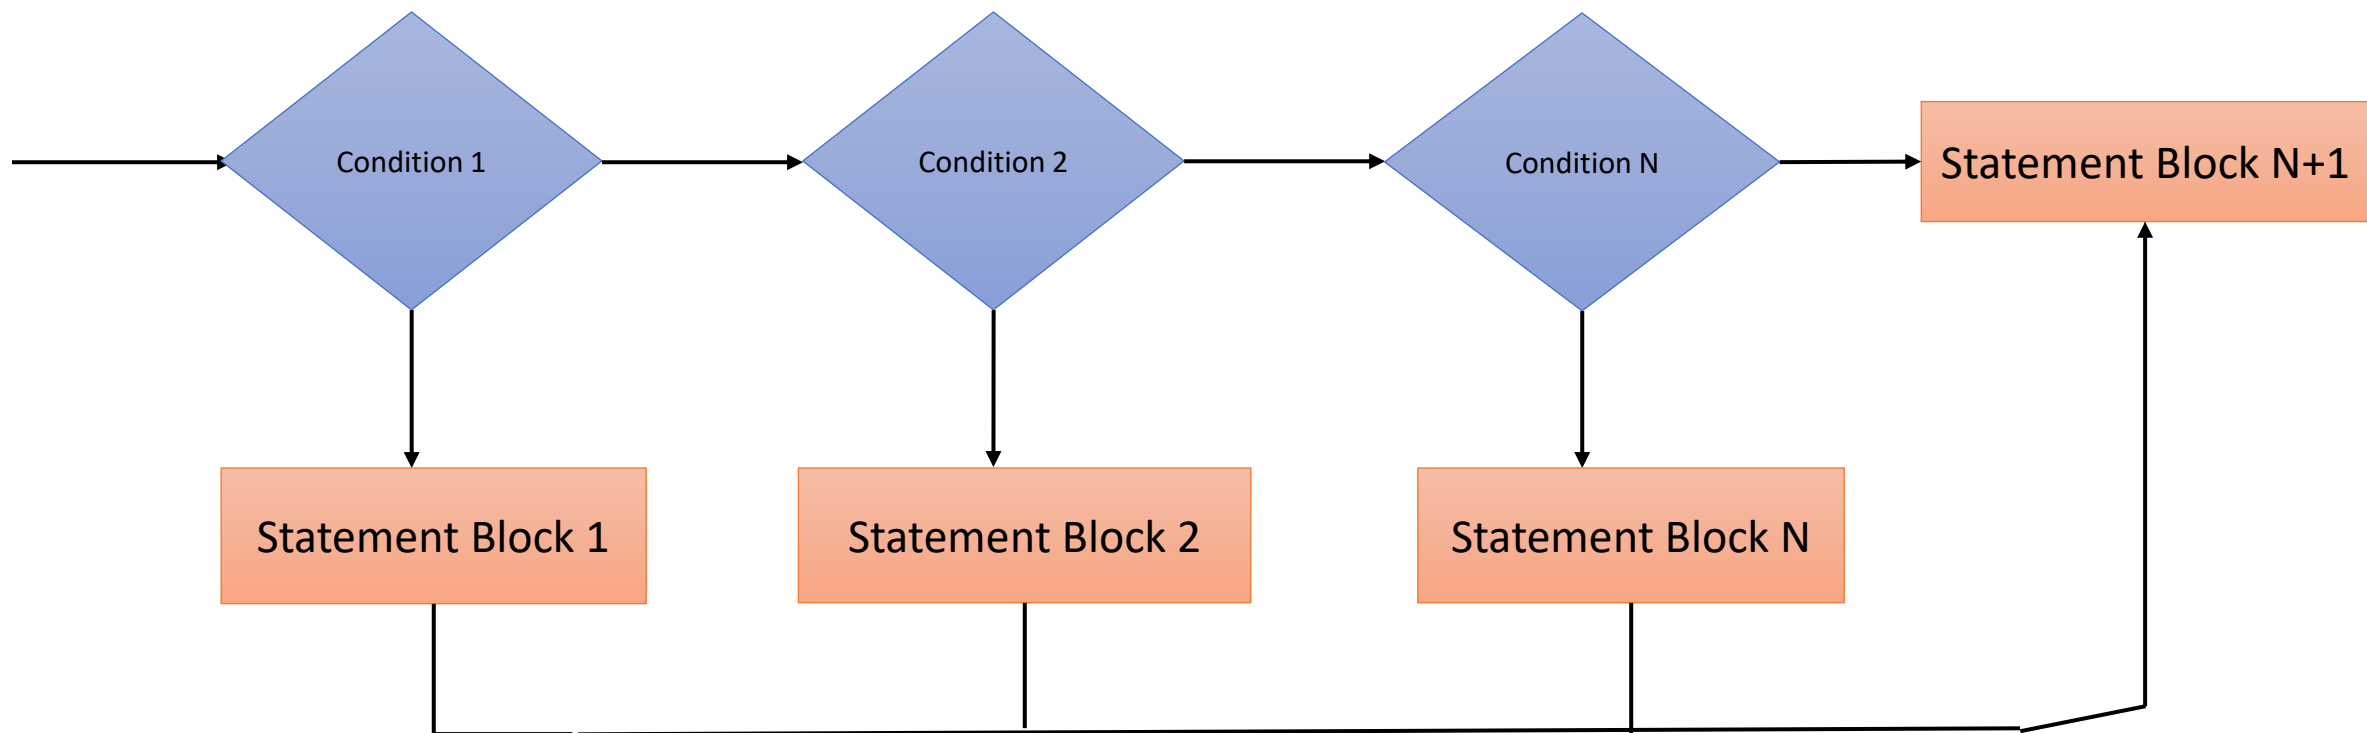 Condition 1
Condition 2
Condition N
Statement Block N+1
Statement Block 1
Statement Block 2
Statement Block N